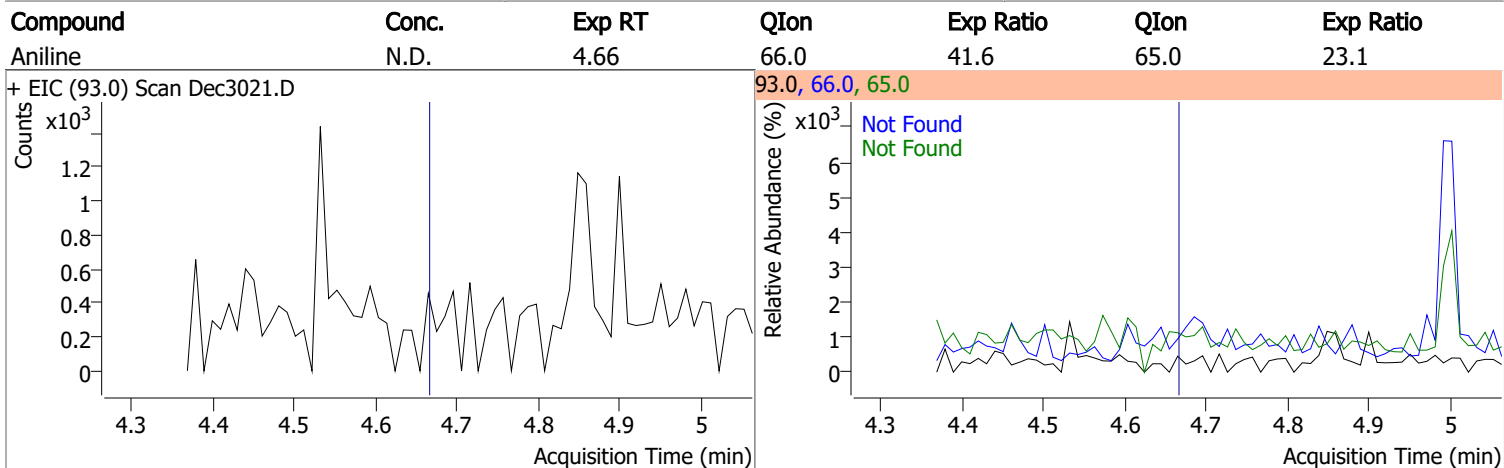 Compound Conc. Exp RT QIon Exp Ratio QIon Exp Ratio
Aniline N.D. 4.66 66.0 41.6 65.0 23.1
+ EIC (93.0) Scan Dec3021.D
Counts
x10³
1.2
1
0.8
0.6
0.4
0.2
0
4.3 4.4 4.5 4.6 4.7 4.8 4.9 5
Acquisition Time (min)
93.0, 66.0, 65.0
Relative Abundance (%)
x10³
Not Found
Not Found
6
5
4
3
2
1
0
4.3 4.4 4.5 4.6 4.7 4.8 4.9 5
Acquisition Time (min)